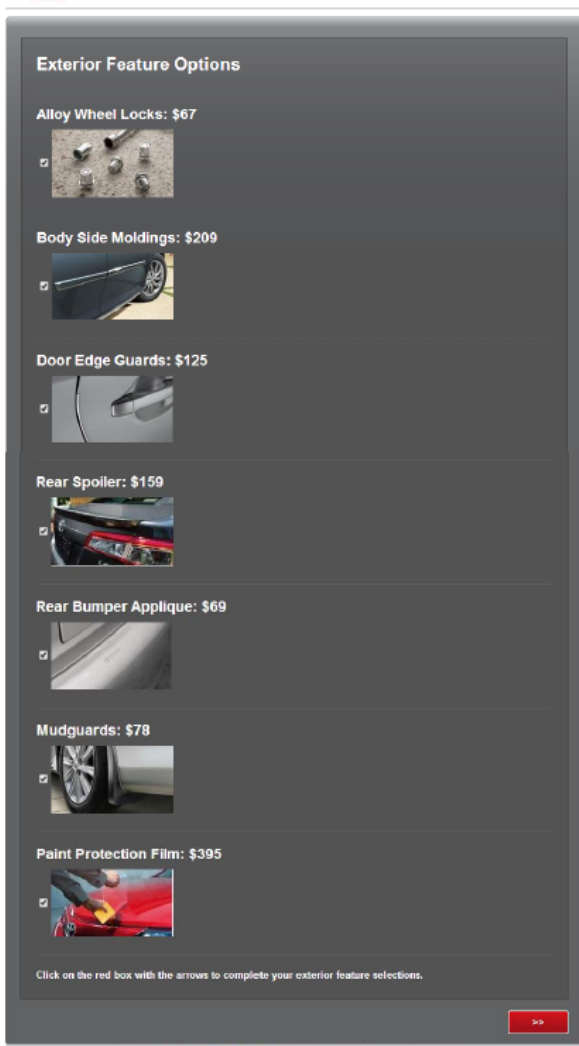 Exterior Feature Options
Alloy Wheel Locks: $67
Body Side Moldings: $209
Door Edge Guards: $125
Rear Spoiler: $159
Rear Bumper Applique: $69
Mudguards: $78
Paint Protection Film: $395
Click on the red box with the arrows to complete your exterior feature selections.
>>